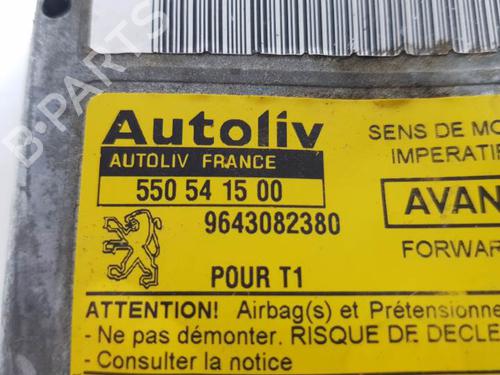 B-PARTS
Autoliv
AUTOLIV FRANCE
550 54 15 00
9643082380
POUR T1
SENS DE MO
IMPERATIF
AVAN
FORWAR
ATTENTION! Airbag(s) et Prétensionne
- Ne pas démonter. RISQUE DE DECLE
- Consulter la notice